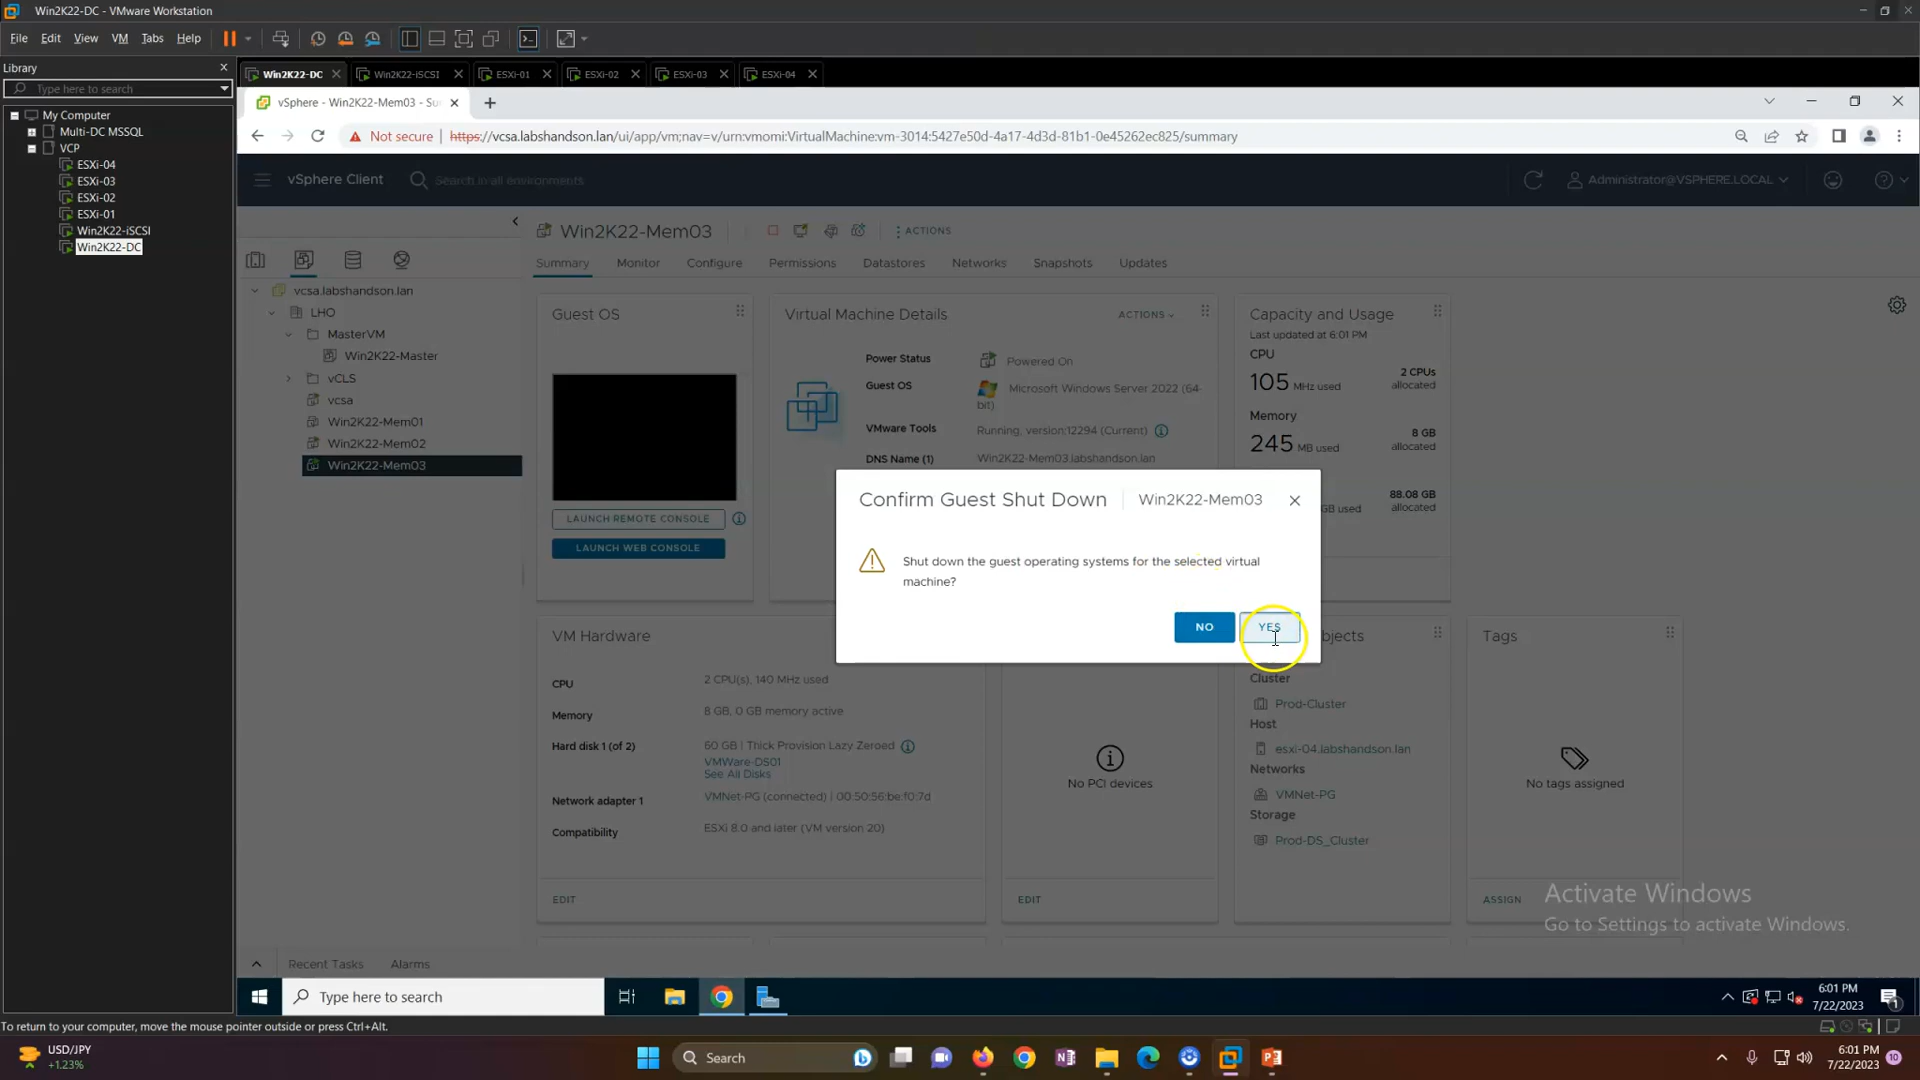 Win2K22-DC - VMware Workstation
File Edit View VM Tabs Help
Library
Type here to search
My Computer
Multi-DC MSSQL
VCP
ESXi-04
ESXi-03
ESXi-02
ESXi-01
Win2K22-iSCSI
Win2K22-DC
Win2K22-DC Win2K22-iSCSI ESXi-01 ESXi-02 ESXi-03 ESXi-04
vSphere - Win2K22-Mem03 - Su
Not secure https://vcsa.labshandson.lan/ui/app/vm;nav=v/urn:vmomi:VirtualMachine:vm-3014:5427e50d-4a17-4d3d-81b1-0e45262ec825/summary
vSphere Client Search in all environments Administrator@VSPHERE.LOCAL
vcsa.labshandson.lan
LHO
MasterVM
Win2K22-Master
vCLS
vcsa
Win2K22-Mem01
Win2K22-Mem02
Win2K22-Mem03
Win2K22-Mem03 ACTIONS
Summary Monitor Configure Permissions Datastores Networks Snapshots Updates
Guest OS
LAUNCH REMOTE CONSOLE
LAUNCH WEB CONSOLE
Virtual Machine Details ACTIONS
Power Status Powered On
Guest OS Microsoft Windows Server 2022 (64-
bit)
VMware Tools Running, version:12294 (Current)
DNS Name (1) Win2K22-Mem03.labshandson.lan
Capacity and Usage
Last updated at 6:01 PM
CPU
105 MHz used 2 CPUs
allocated
Memory
245 MB used 8 GB
allocated
GB used 88.08 GB
allocated
Confirm Guest Shut Down Win2K22-Mem03
Shut down the guest operating systems for the selected virtual
machine?
NO YES
VM Hardware
CPU 2 CPU(s), 140 MHz used
Memory 8 GB, 0 GB memory active
Hard disk 1 (of 2) 60 GB | Thick Provision Lazy Zeroed
VMWare-DS01
See All Disks
Network adapter 1 VMNet-PG (connected) | 00:50:56:be:f0:7d
Compatibility ESXi 8.0 and later (VM version 20)
EDIT
No PCI devices
EDIT
bjects
Cluster
Prod-Cluster
Host
esxi-04.labshandson.lan
Networks
VMNet-PG
Storage
Prod-DS_Cluster
Tags
No tags assigned
ASSIGN
Activate Windows
Go to Settings to activate Windows.
Recent Tasks Alarms
Type here to search
6:01 PM
7/22/2023
1
To return to your computer, move the mouse pointer outside or press Ctrl+Alt.
USD/JPY
+1.23%
Search
6:01 PM
7/22/2023
10